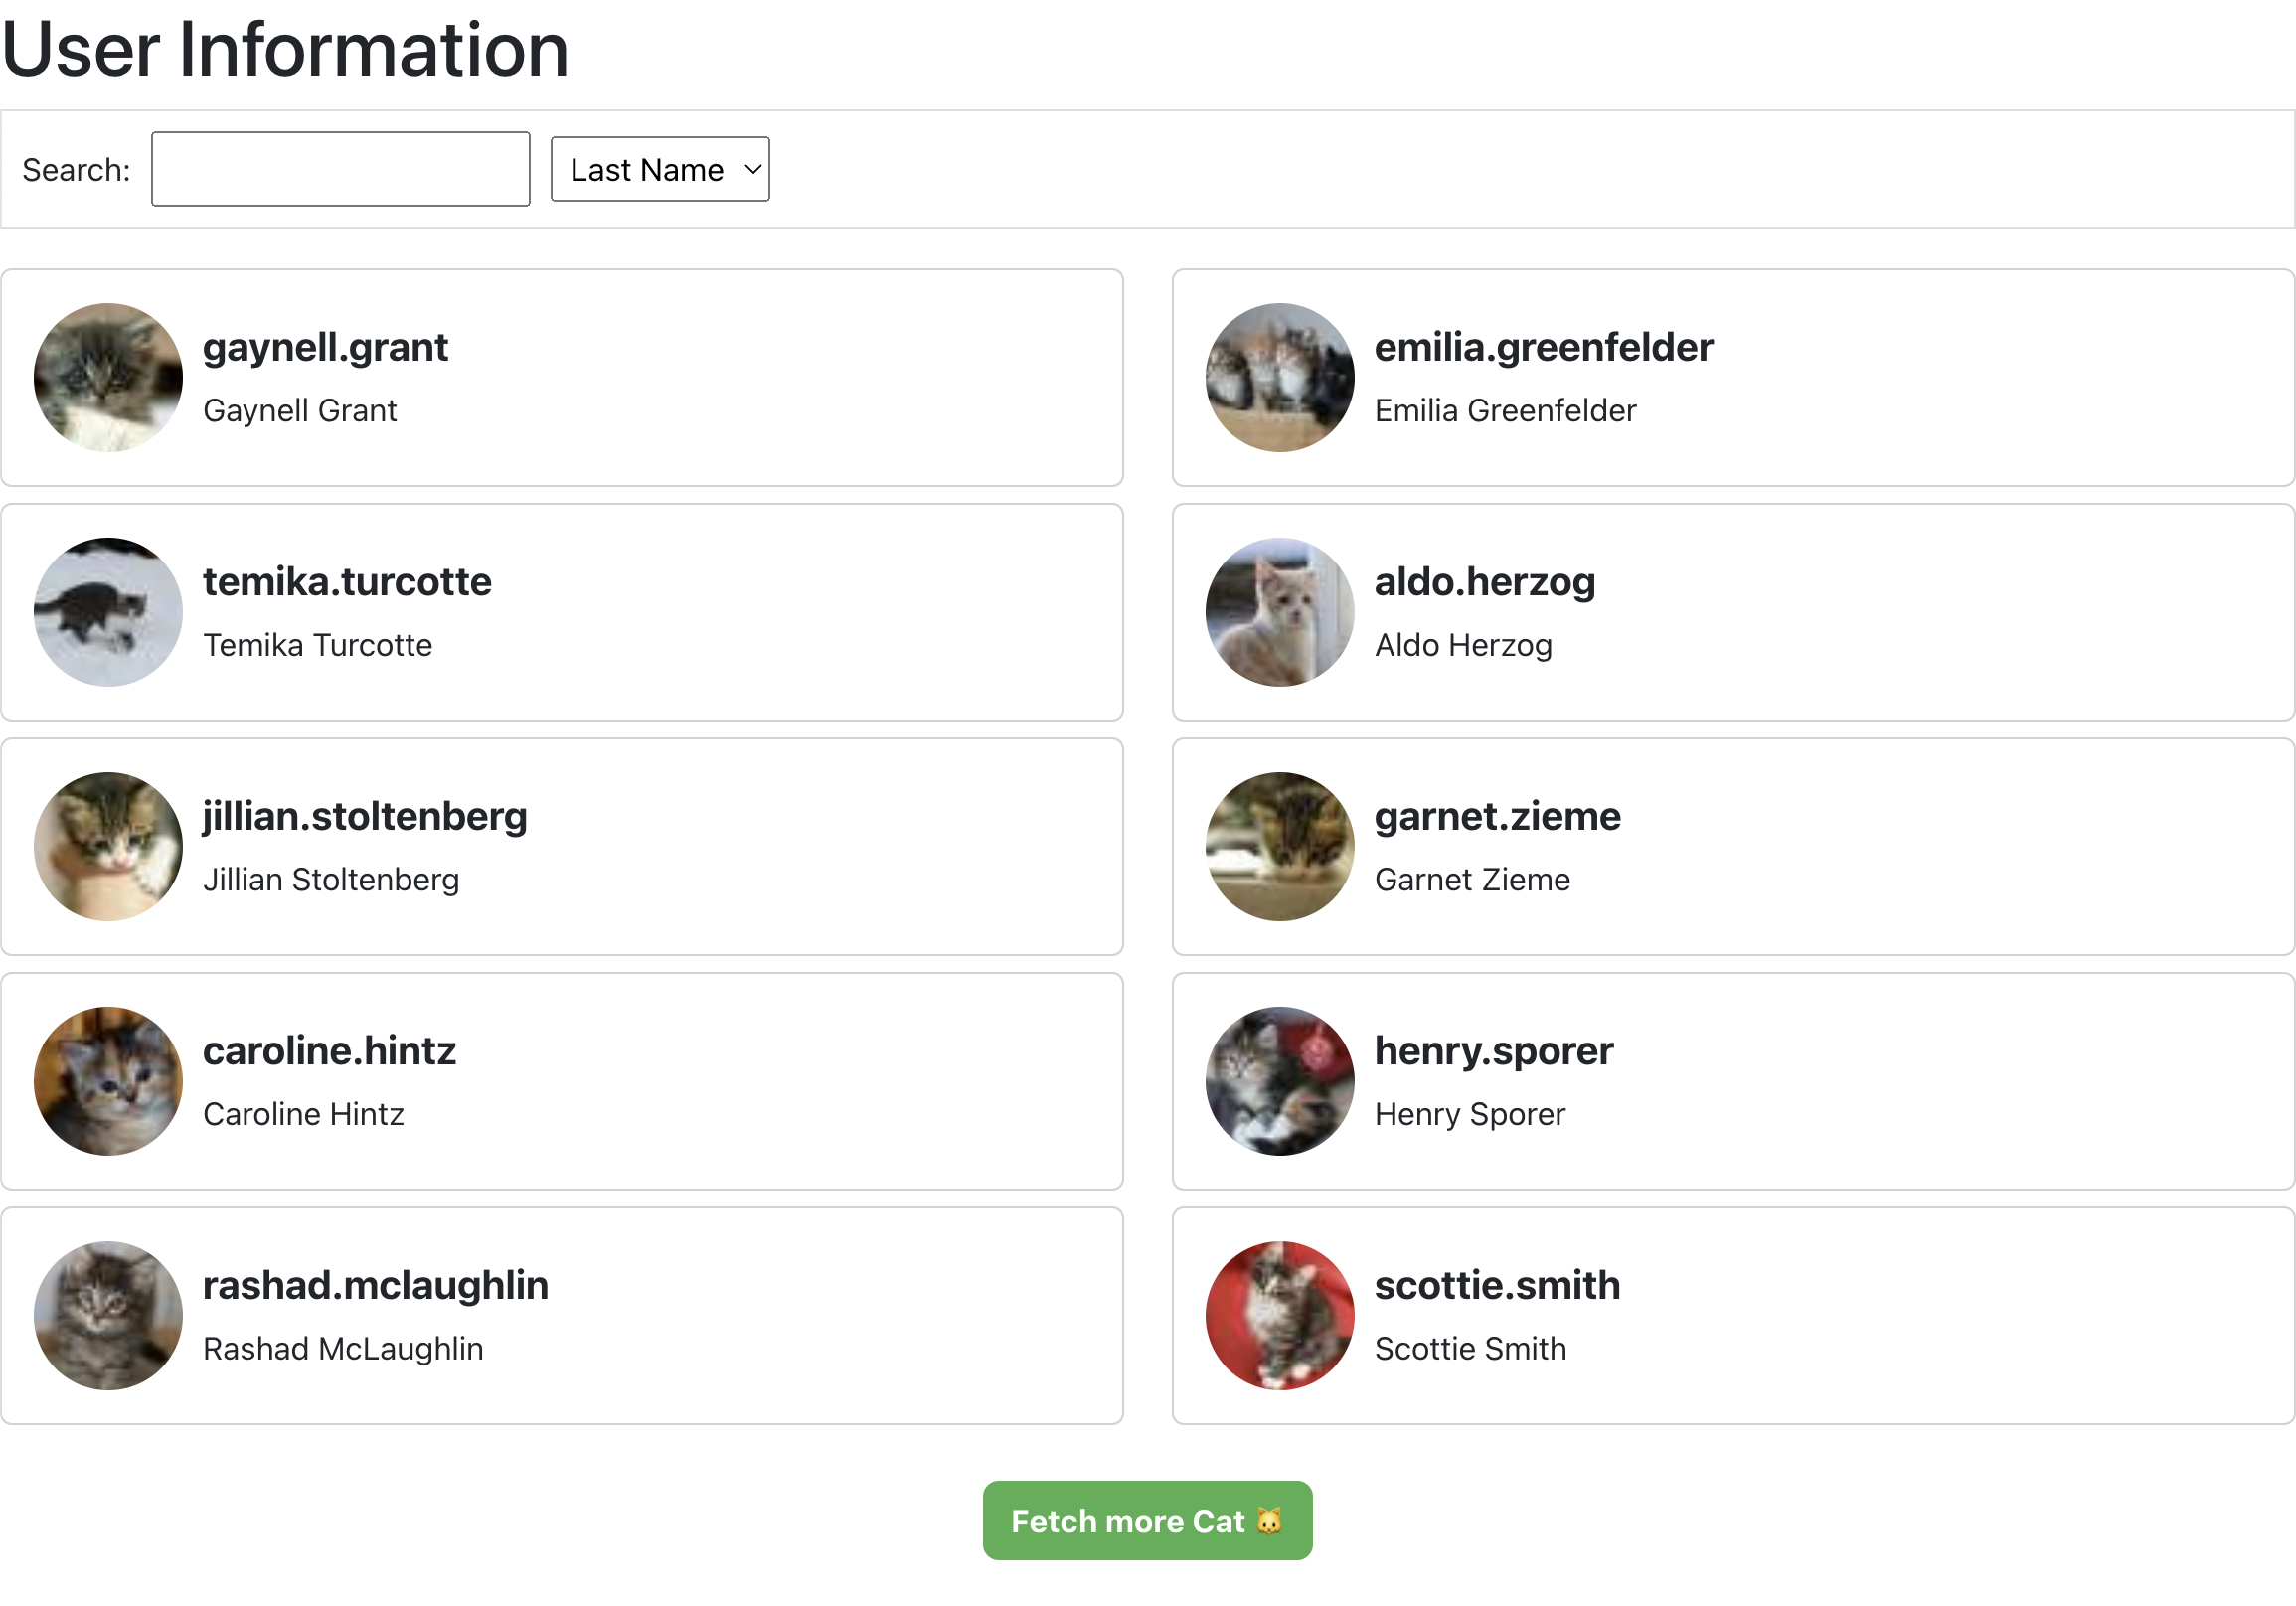 User Information
Search: Last Name
gaynell.grant
Gaynell Grant
emilia.greenfelder
Emilia Greenfelder
temika.turcotte
Temika Turcotte
aldo.herzog
Aldo Herzog
jillian.stoltenberg
Jillian Stoltenberg
garnet.zieme
Garnet Zieme
caroline.hintz
Caroline Hintz
henry.sporer
Henry Sporer
rashad.mclaughlin
Rashad McLaughlin
scottie.smith
Scottie Smith
Fetch more Cat 🐱